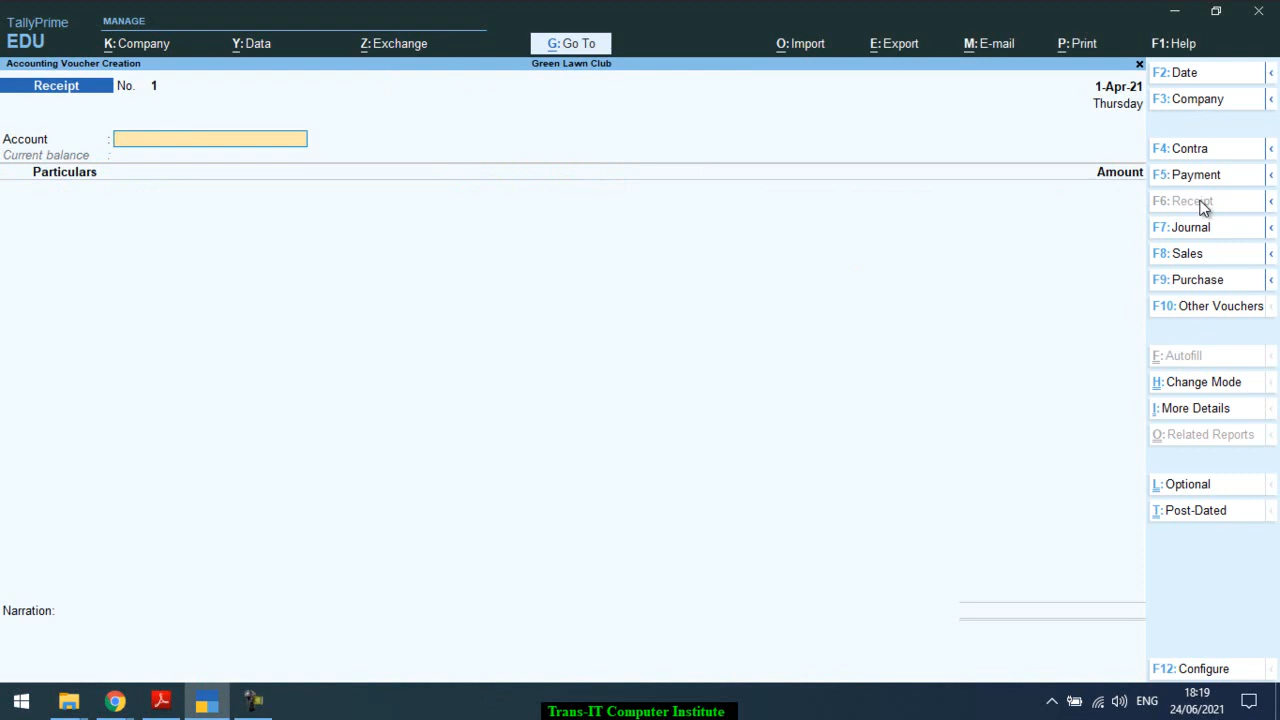 TallyPrime
EDU
MANAGE
K: Company
Y: Data
Z: Exchange
G: Go To
O: Import
E: Export
M: E-mail
P: Print
F1: Help
Accounting Voucher Creation
Green Lawn Club
Receipt No. 1
1-Apr-21
Thursday
Account :
Current balance :
Particulars
Amount
Narration:
F2: Date
F3: Company
F4: Contra
F5: Payment
F6: Receipt
F7: Journal
F8: Sales
F9: Purchase
F10: Other Vouchers
F: Autofill
H: Change Mode
I: More Details
O: Related Reports
L: Optional
T: Post-Dated
F12: Configure
ENG
18:19
24/06/2021
Trans-IT Computer Institute